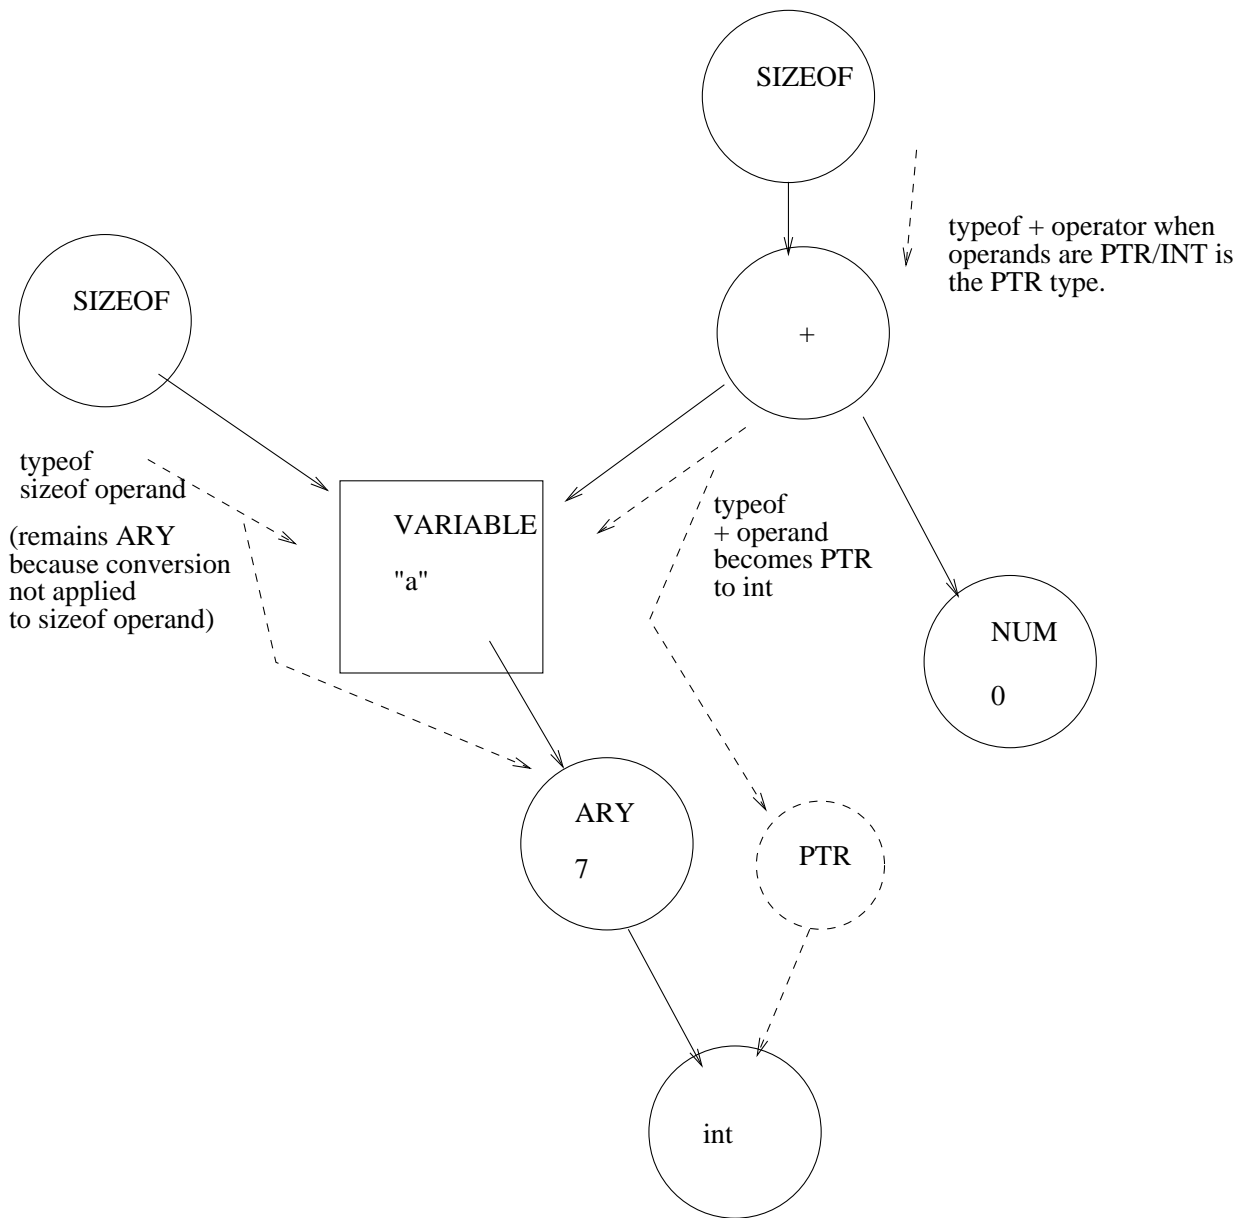 SIZEOF
typeof + operator when
operands are PTR/INT is
the PTR type.
SIZEOF
+
typeof
sizeof operand
(remains ARY
because conversion
not applied
to sizeof operand)
VARIABLE
"a"
typeof
+ operand
becomes PTR
to int
NUM
0
ARY
7
PTR
int